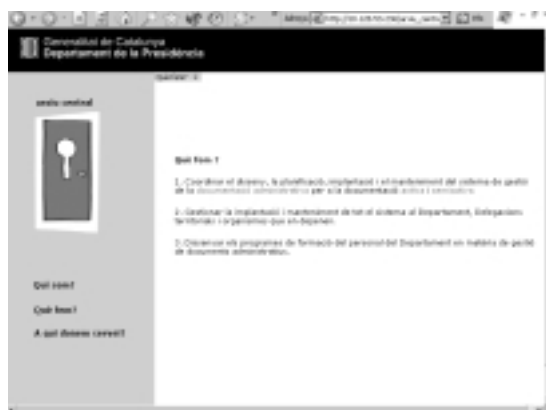 Generalitat de Catalunya
Departament de la Presidència
arxiu central
Què fem ?
1. Coordinar el disseny, la planificació, implantació i el manteniment del sistema de gestió
de la documentació administrativa per a la documentació activa i semiactiva.
2. Gestionar la implantació i manteniment de tot el sistema al Departament, Delegacions
territorials i organismes que en depenen.
3. Dissenyar els programes de formació del personal del Departament en matèria de gestió
de documents administratius.
Qui som?
Què fem?
A qui donem servei?